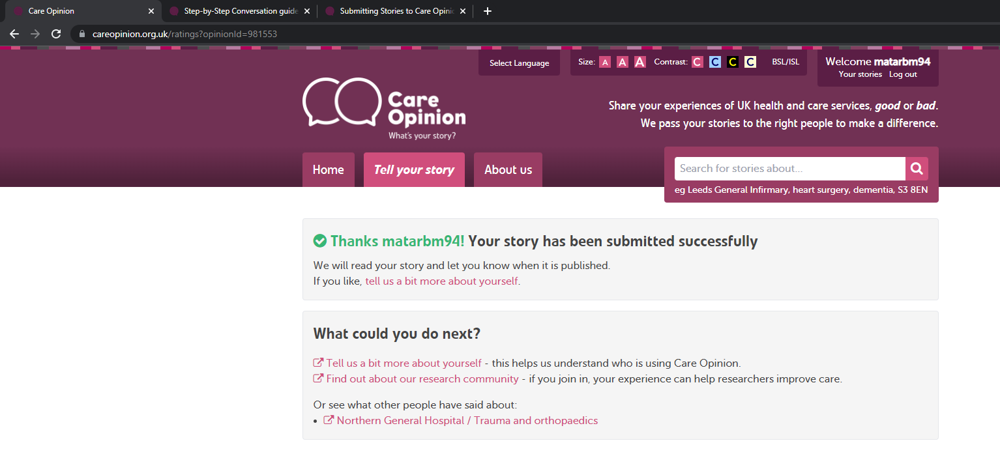 Care Opinion
Step-by-Step Conversation guide
Submitting Stories to Care Opinio
careopinion.org.uk/ratings?opinionId=981553
Select Language
Size: A A A Contrast: C C C C BSL/ISL
Welcome matarbm94
Your stories Log out
Care
Opinion
What's your story?
Share your experiences of UK health and care services, good or bad.
We pass your stories to the right people to make a difference.
Home Tell your story About us
Search for stories about...
eg Leeds General Infirmary, heart surgery, dementia, S3 8EN
Thanks matarbm94! Your story has been submitted successfully
We will read your story and let you know when it is published.
If you like, tell us a bit more about yourself.
What could you do next?
Tell us a bit more about yourself - this helps us understand who is using Care Opinion.
Find out about our research community - if you join in, your experience can help researchers improve care.
Or see what other people have said about:
• Northern General Hospital / Trauma and orthopaedics